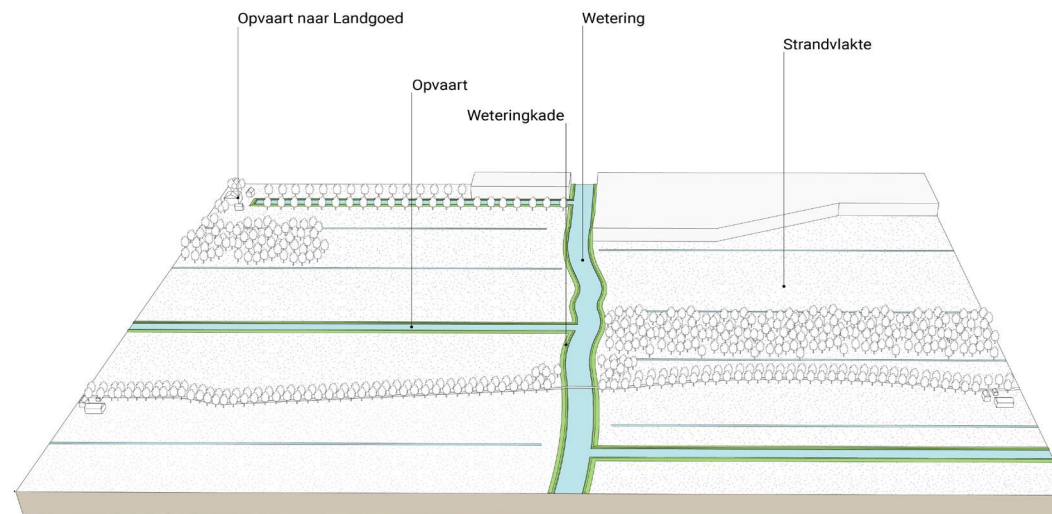 Opvaart naar Landgoed
Wetering
Strandvlakte
Opvaart
Weteringkade